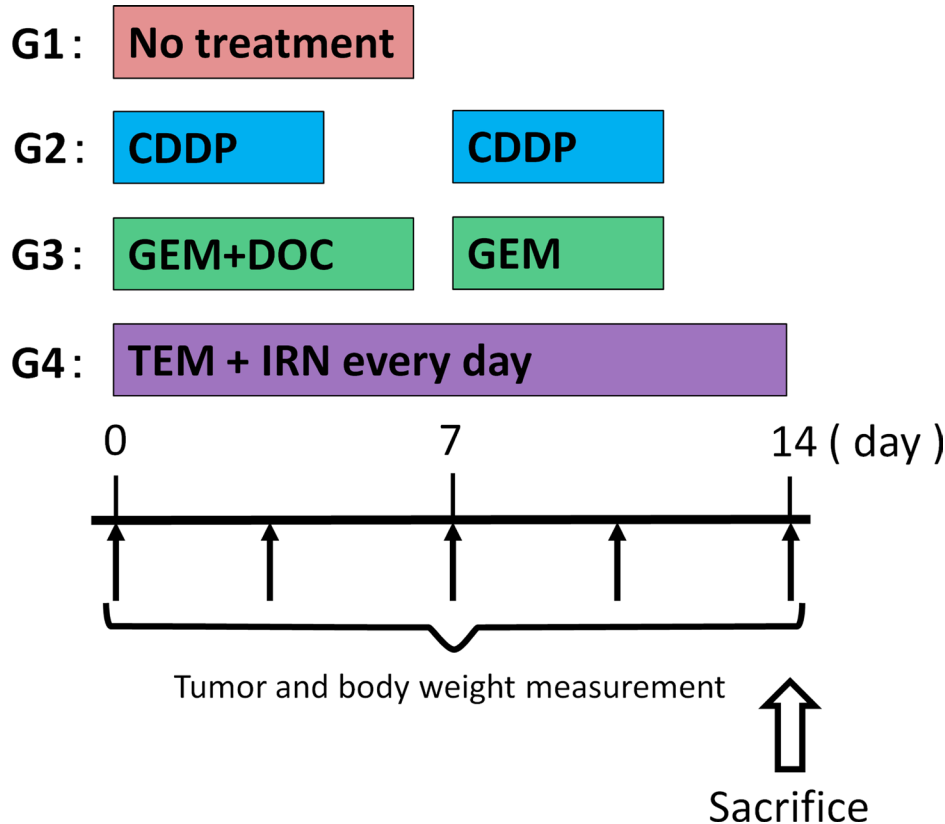 G1: No treatment
G2: CDDP CDDP
G3: GEM+DOC GEM
G4: TEM + IRN every day
0 7 14 ( day )
Tumor and body weight measurement
Sacrifice